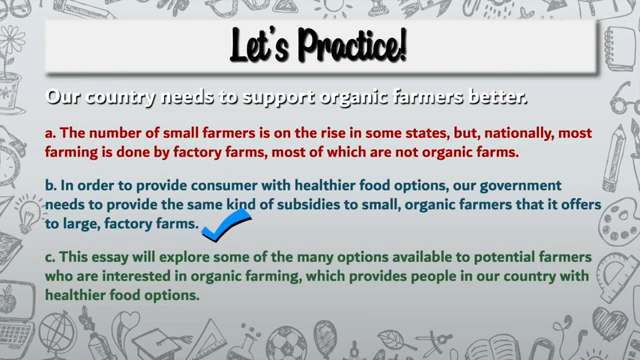 Let's Practice!
Our country needs to support organic farmers better.
a. The number of small farmers is on the rise in some states, but, nationally, most
farming is done by factory farms, most of which are not organic farms.
b. In order to provide consumer with healthier food options, our government
needs to provide the same kind of subsidies to small, organic farmers that it offers
to large, factory farms.
c. This essay will explore some of the many options available to potential farmers
who are interested in organic farming, which provides people in our country with
healthier food options.